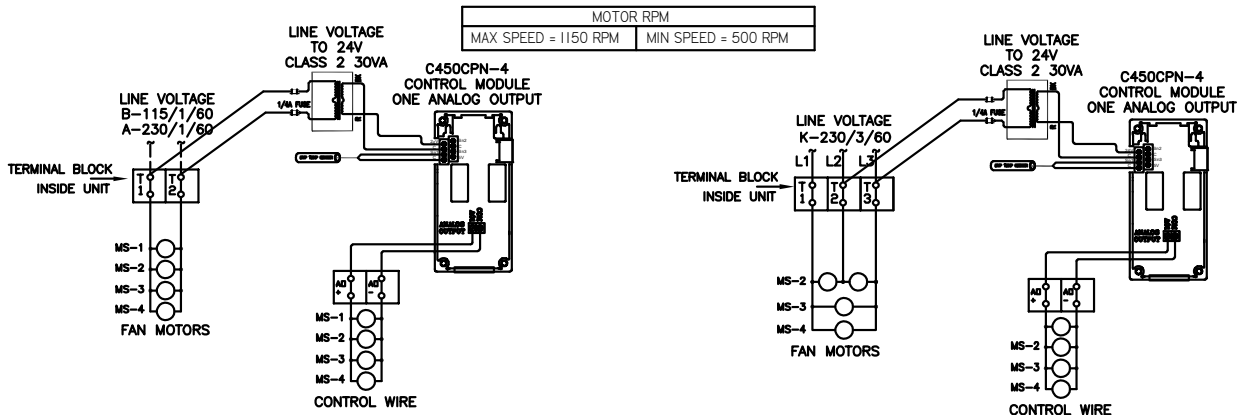 MOTOR RPM
MAX SPEED = 1150 RPM MIN SPEED = 500 RPM
LINE VOLTAGE
TO 24V
CLASS 2 30VA
C450CPN-4
CONTROL MODULE
ONE ANALOG OUTPUT
1/4A FUSE
LINE VOLTAGE
B-115/1/60
A-230/1/60
TERMINAL BLOCK
INSIDE UNIT
T
1
T
2
ANALOG
OUTPUT
MS-1
MS-2
MS-3
MS-4
FAN MOTORS
AO
+
AO
-
MS-1
MS-2
MS-3
MS-4
CONTROL WIRE
LINE VOLTAGE
TO 24V
CLASS 2 30VA
C450CPN-4
CONTROL MODULE
ONE ANALOG OUTPUT
1/4A FUSE
LINE VOLTAGE
K-230/3/60
L1 L2 L3
TERMINAL BLOCK
INSIDE UNIT
T
1
T
2
T
3
ANALOG
OUTPUT
MS-2
MS-3
MS-4
FAN MOTORS
AO
+
AO
-
MS-2
MS-3
MS-4
CONTROL WIRE